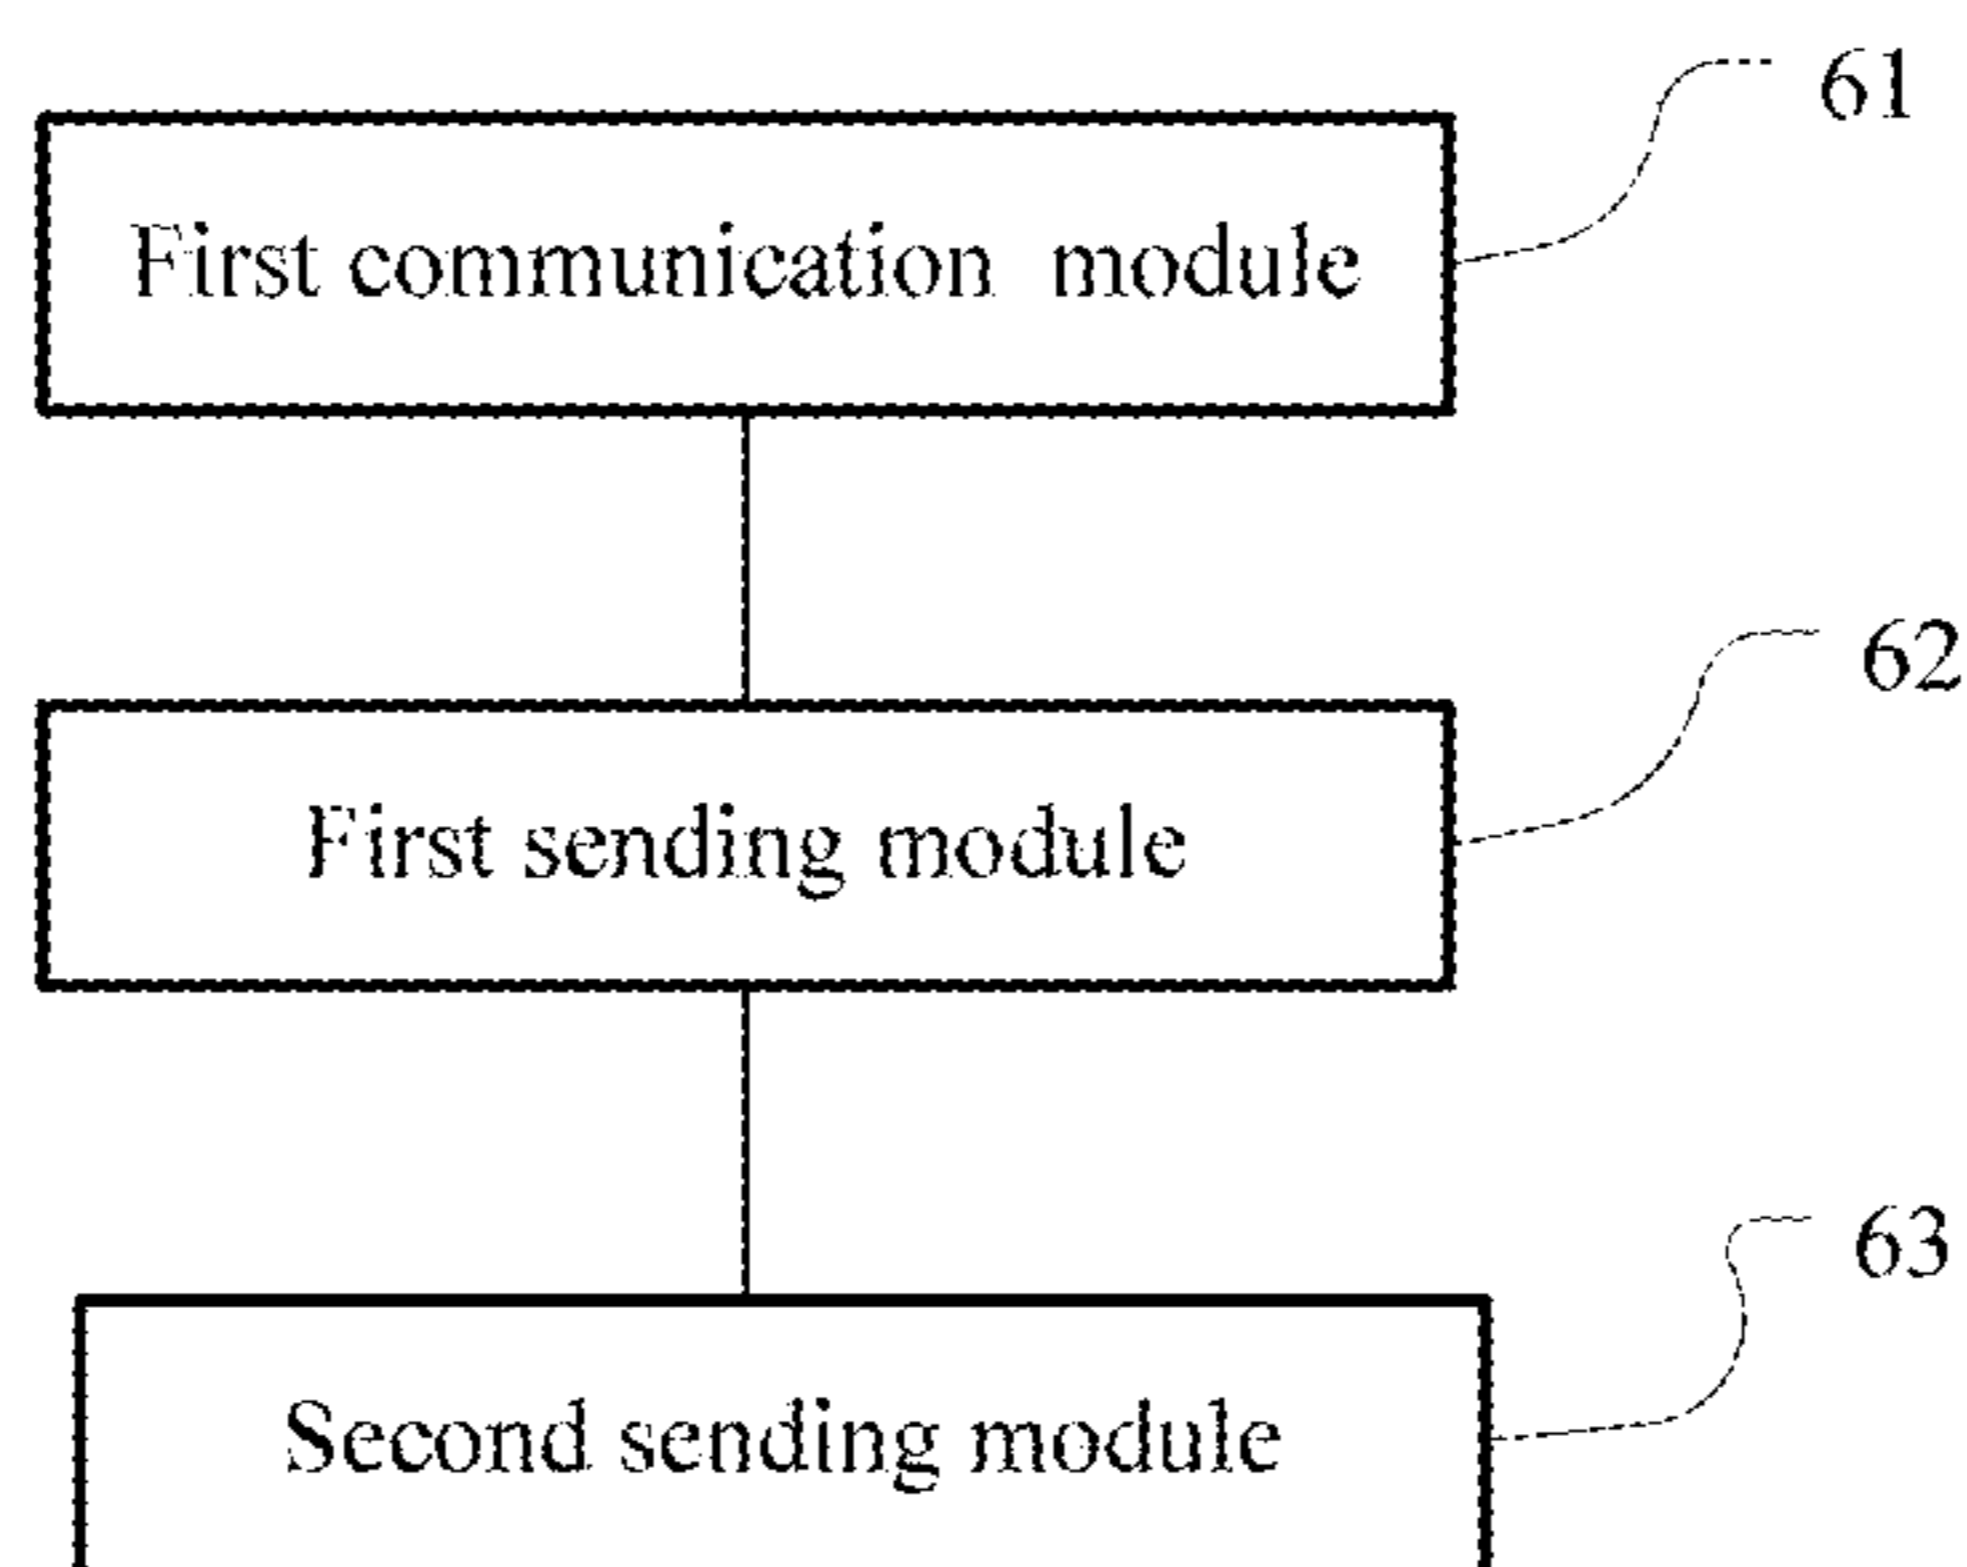 61
First communication module
62
First sending module
63
Second sending module